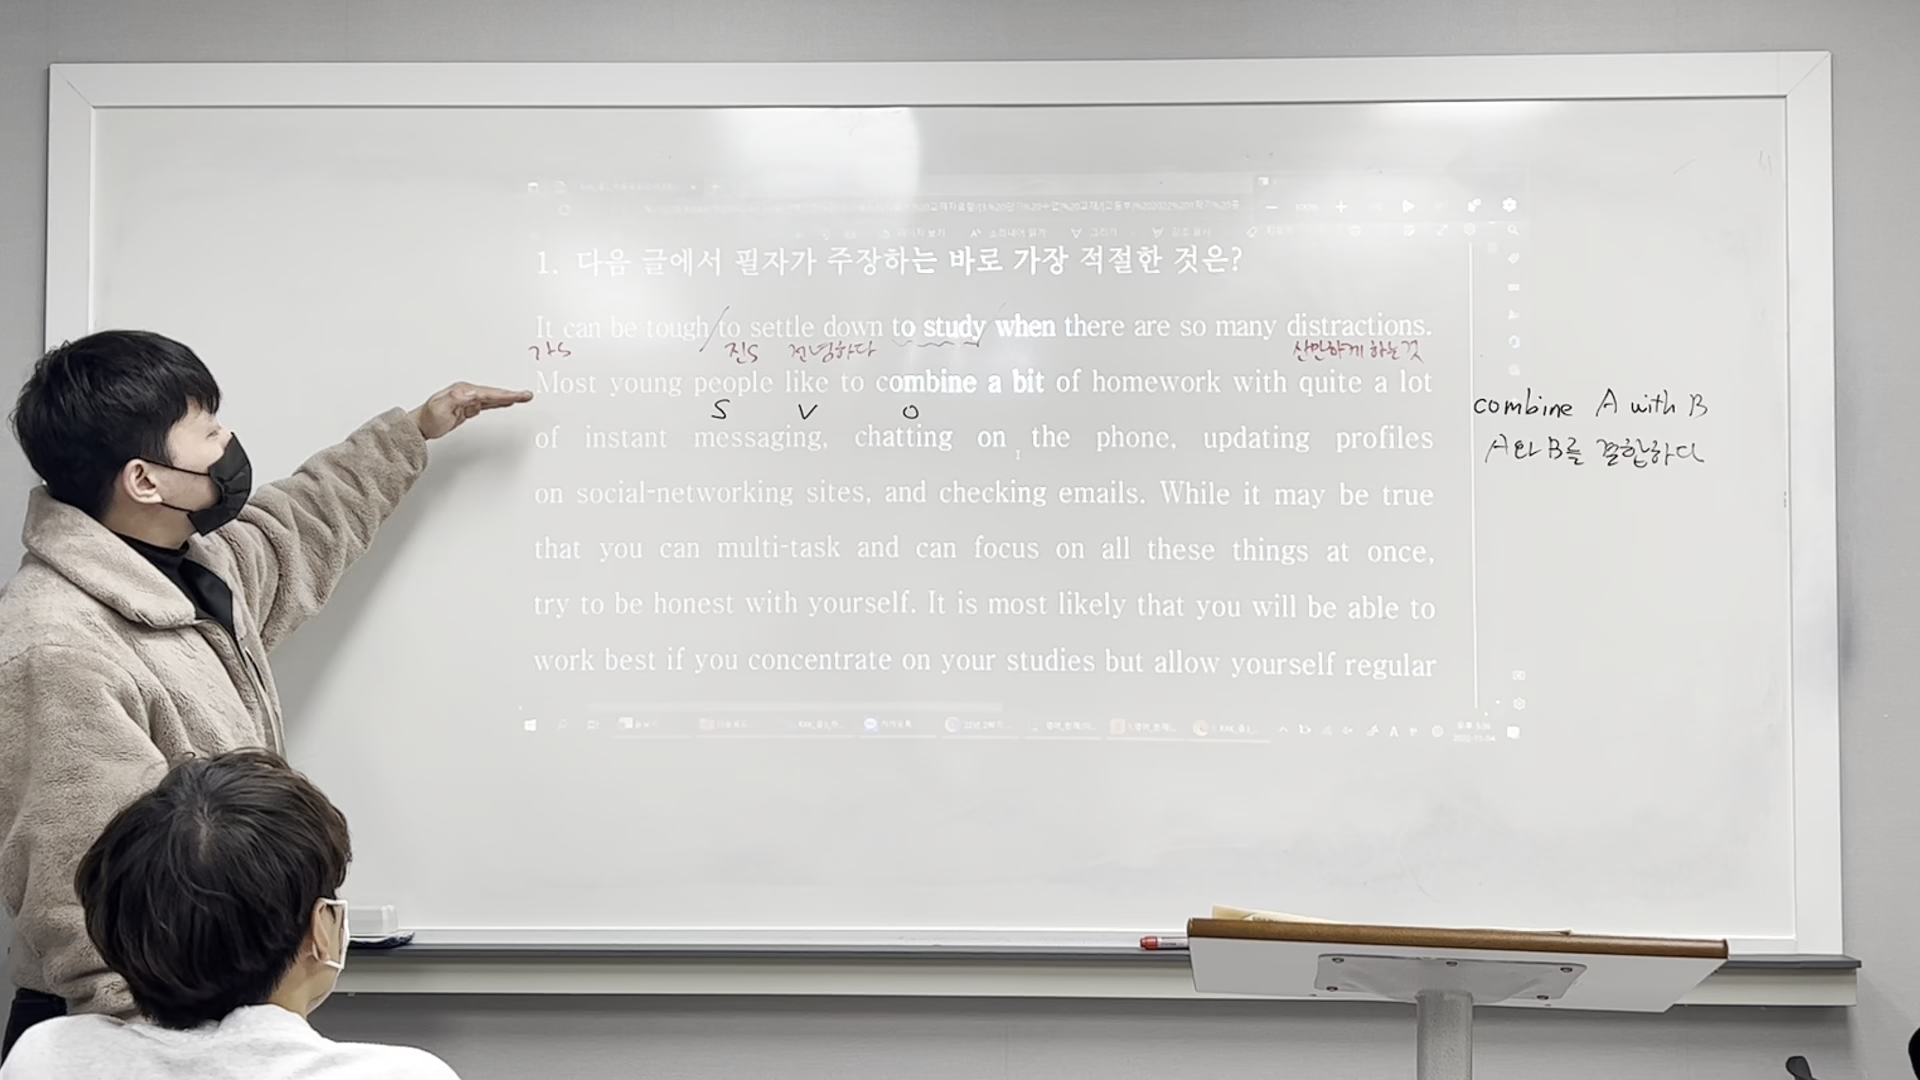 1. 다음 글에서 필자가 주장하는 바로 가장 적절한 것은?
It can be tough to settle down to study when there are so many distractions.
가S 진S 전념하다 산만하게 하는것
Most young people like to combine a bit of homework with quite a lot
S V O
combine A with B
of instant messaging, chatting on the phone, updating profiles
A와 B를 결합하다
on social-networking sites, and checking emails. While it may be true
that you can multi-task and can focus on all these things at once,
try to be honest with yourself. It is most likely that you will be able to
work best if you concentrate on your studies but allow yourself regular